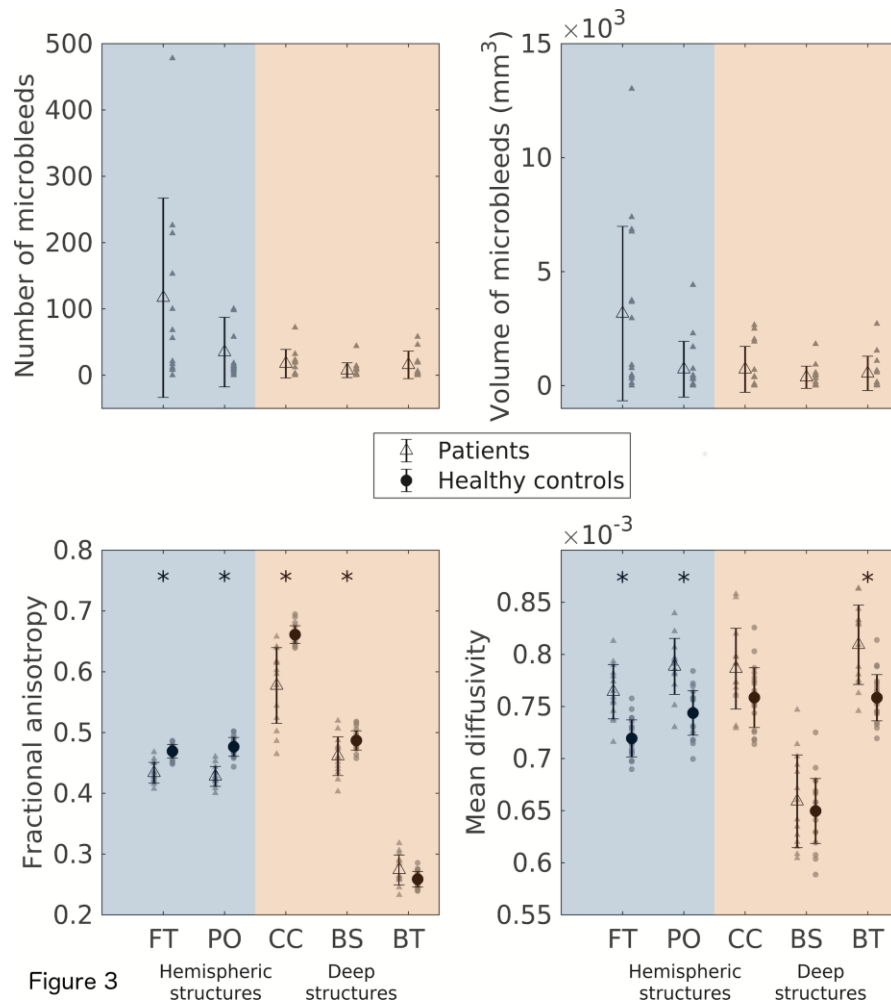 ×10³
500
400
300
200
100
0
Number of microbleeds
15
10
5
0
Volume of microbleeds (mm³)
Patients
Healthy controls
×10⁻³
0.8
0.7
0.6
0.5
0.4
0.3
0.2
Fractional anisotropy
* * * *
0.85
0.8
0.75
0.7
0.65
0.6
0.55
Mean diffusivity
* * *
FT PO CC BS BT
FT PO CC BS BT
Figure 3
Hemispheric
structures
Deep
structures
Hemispheric
structures
Deep
structures